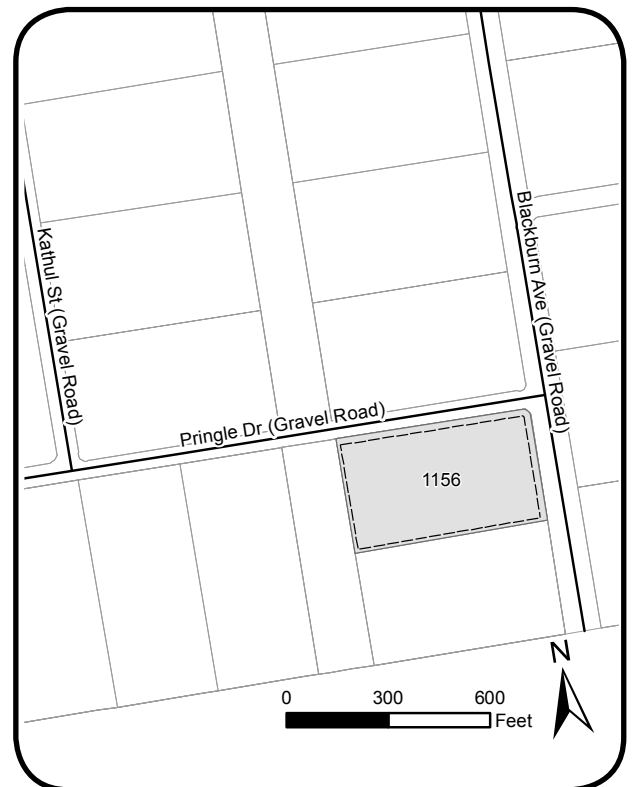 Blackburn Ave (Gravel Road)
Kathul St (Gravel Road)
Pringle Dr (Gravel Road)
1156
N
0 300 600
Feet